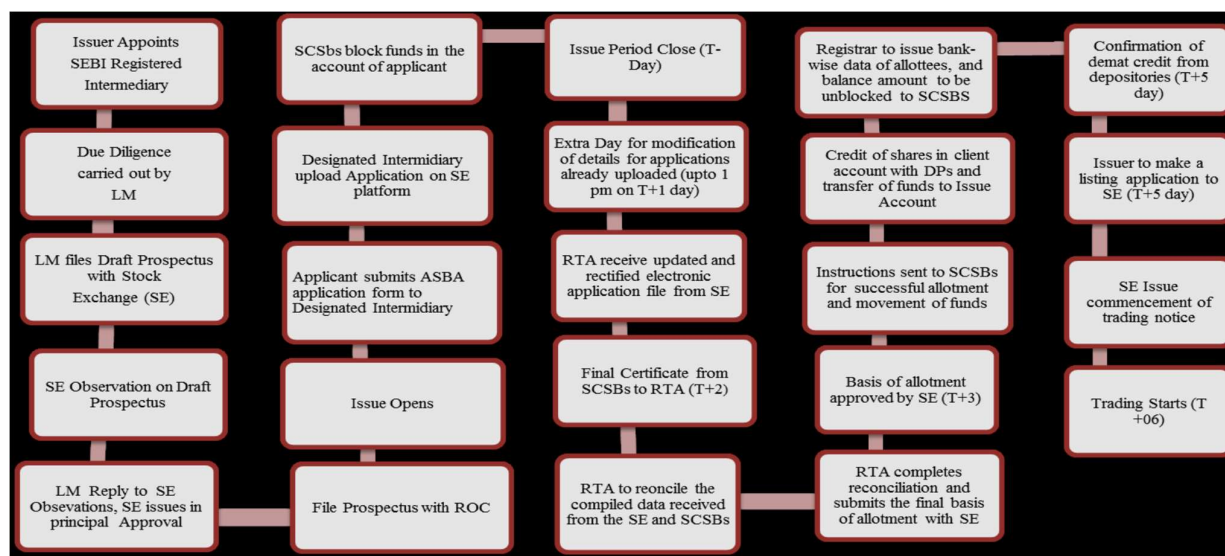 Issuer Appoints
SEBI Registered
Intermediary
Due Diligence
carried out by
LM
LM files Draft Prospectus
with Stock
Exchange (SE)
SE Observation on Draft
Prospectus
LM Reply to SE
Obsevations, SE issues in
principal Approval
File Prospectus with ROC
Issue Opens
Applicant submits ASBA
application form to
Designated Intermidiary
Designated Intermidiary
upload Application on SE
platform
SCSbs block funds in the
account of applicant
Issue Period Close (T-
Day)
Extra Day for modification
of details for applications
already uploaded (upto 1
pm on T+1 day)
RTA receive updated and
rectified electronic
application file from SE
Final Certificate from
SCSBs to RTA (T+2)
RTA to reconcile the
compiled data received
from the SE and SCSBs
RTA completes
reconciliation and
submits the final basis
of allotment with SE
Basis of allotment
approved by SE (T+3)
Instructions sent to SCSBs
for successful allotment
and movement of funds
Credit of shares in client
account with DPs and
transfer of funds to Issue
Account
Registrar to issue bank-
wise data of allottees, and
balance amount to be
unblocked to SCSBS
Confirmation of
demat credit from
depositories (T+5
day)
Issuer to make a
listing application to
SE (T+5 day)
SE Issue
commencement of
trading notice
Trading Starts (T
+06)